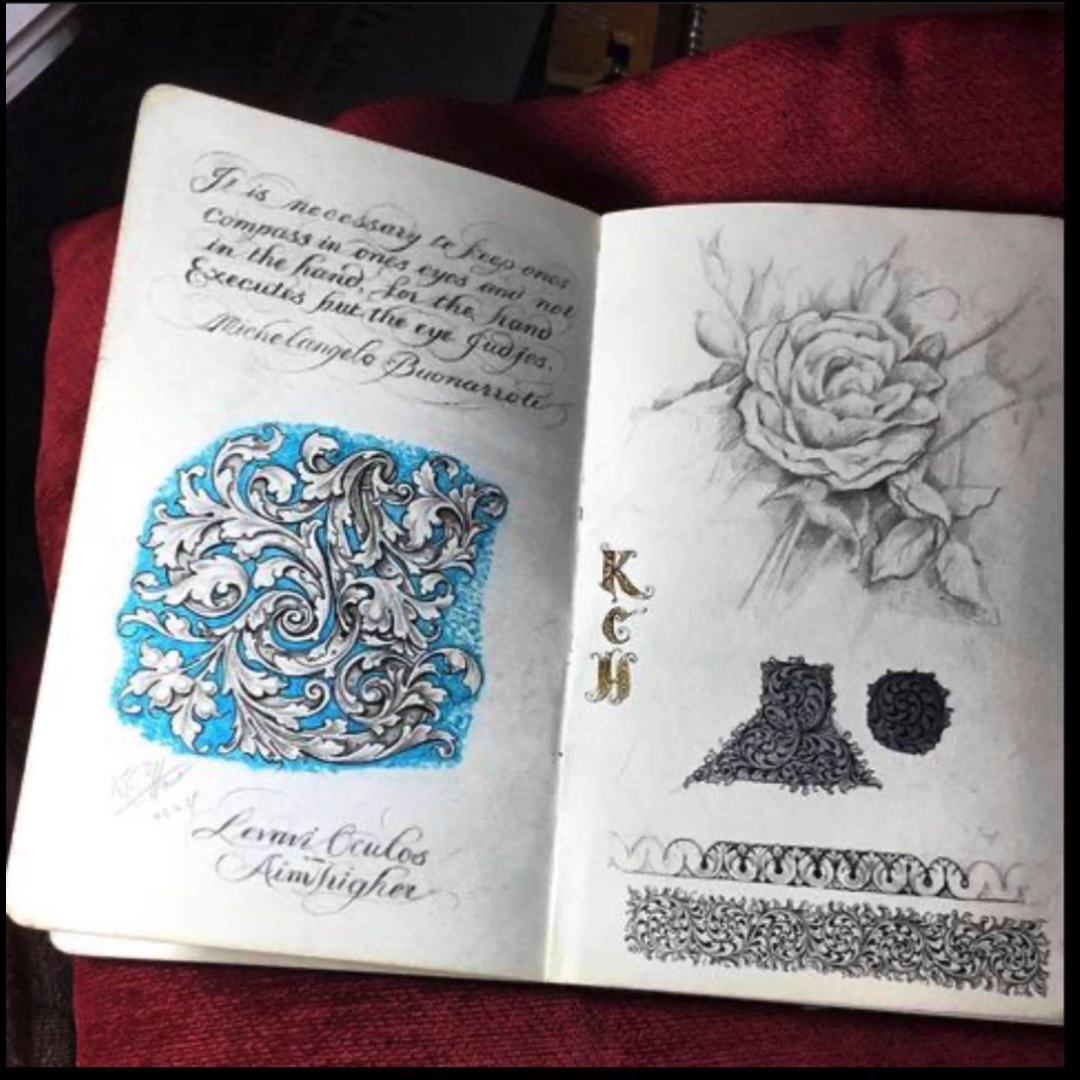 It is necessary to keep ones
compass in ones eyes and not
in the hand, for the hand
Executes but the eye Judjes.
Michelangelo Buonarroti
Levavi Oculos
Aim higher
K
C
H